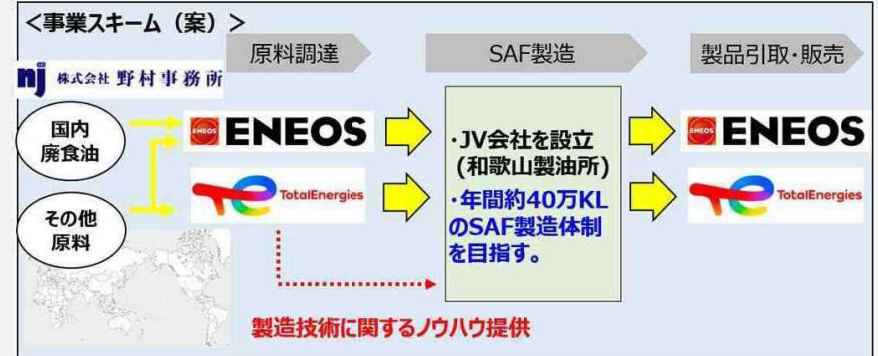 <事業スキーム（案）>
原料調達
SAF製造
製品引取・販売
nj 株式会社 野村事務所
国内
廃食油
ENEOS ENEOS
・JV会社を設立
(和歌山製油所)
・年間約40万KL
のSAF製造体制
を目指す。
ENEOS ENEOS
TotalEnergies
TotalEnergies
その他
原料
製造技術に関するノウハウ提供